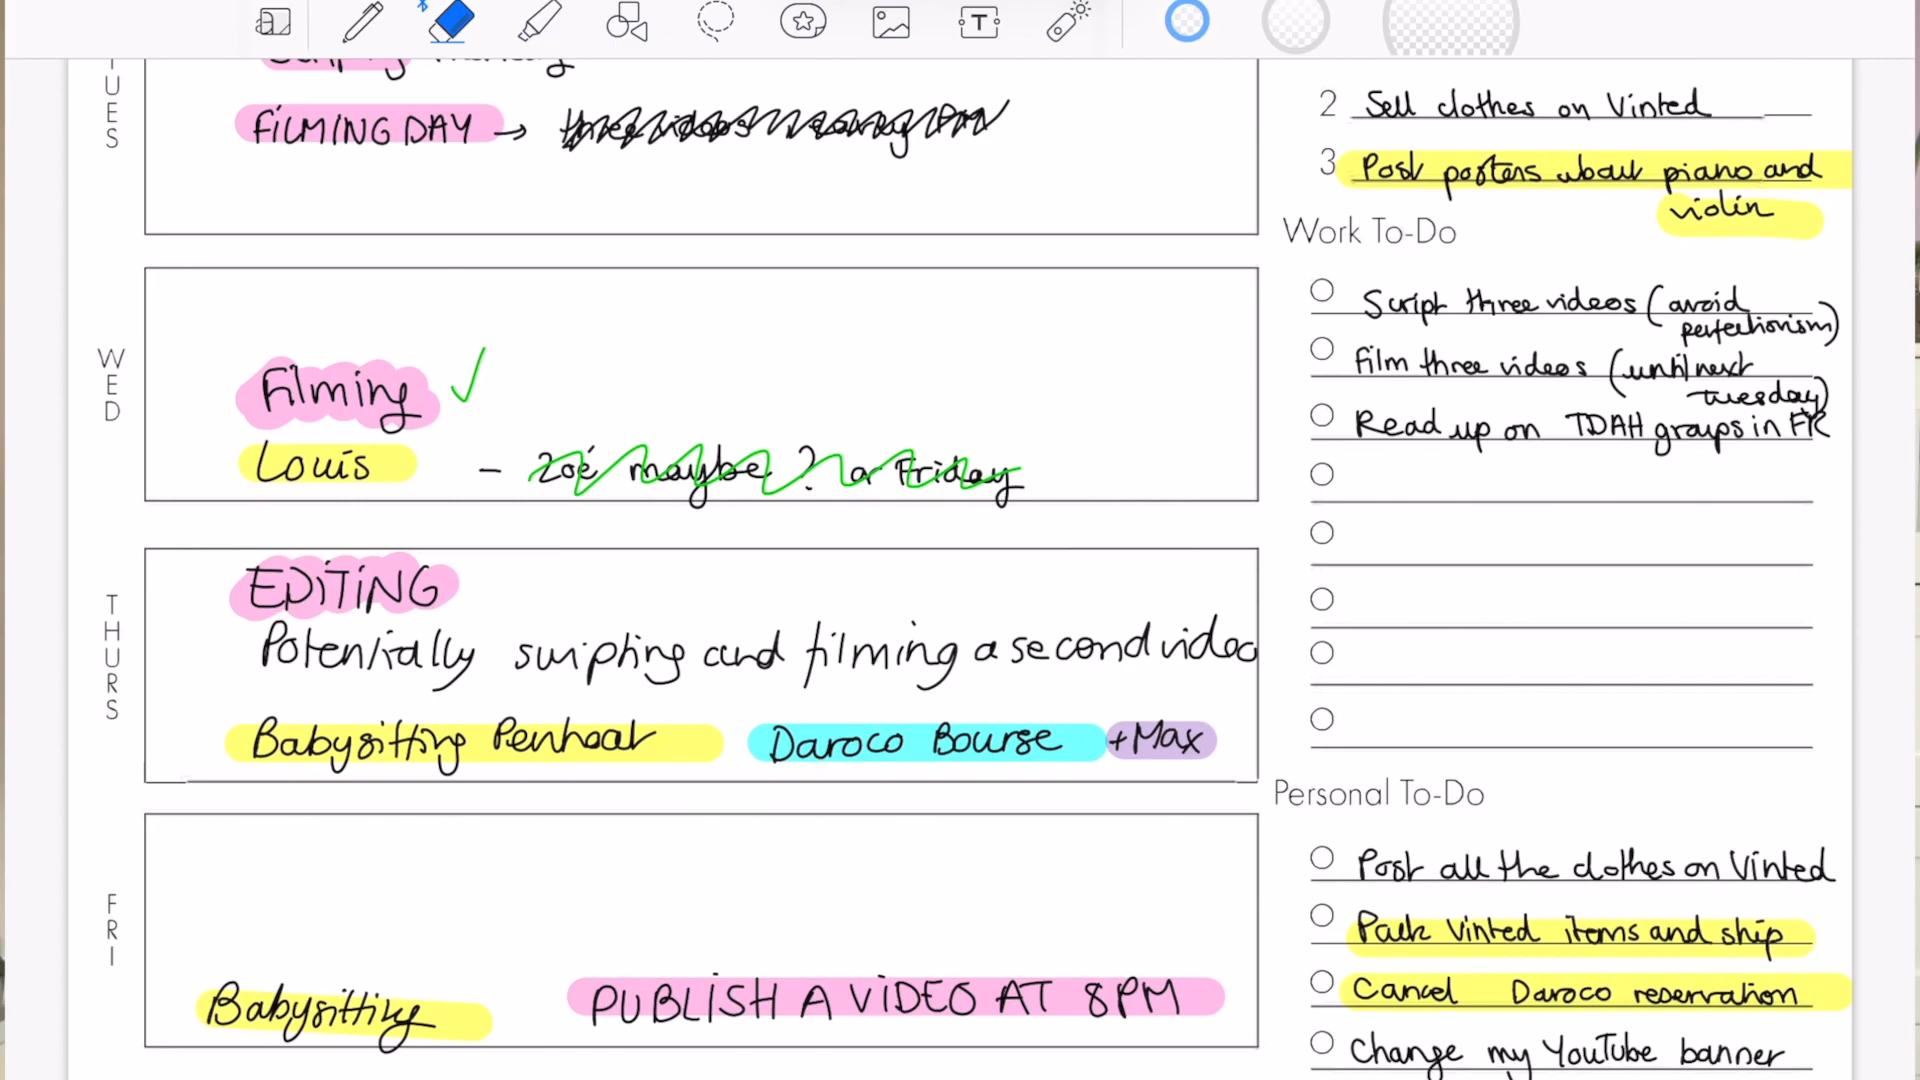 TUES
FiLMING DAY →
WED
Filming ✓
Louis - Zoé maybe ? or Friday
THURS
EDITING
Potentially scripting and filming a second video
Babysitting Penhoat Daroco Bourse +Max
FRI
Babysitting PUBLISH A VIDEO AT 8PM
2 Sell clothes on Vinted
3 Post posters about piano and
violin
Work To-Do
Script three videos (avoid
perfectionism)
Film three videos (until next
Tuesday)
Read up on TDAH groups in FR
Personal To-Do
Post all the clothes on Vinted
Pack Vinted items and ship
Cancel Daroco reservation
Change my YouTube banner